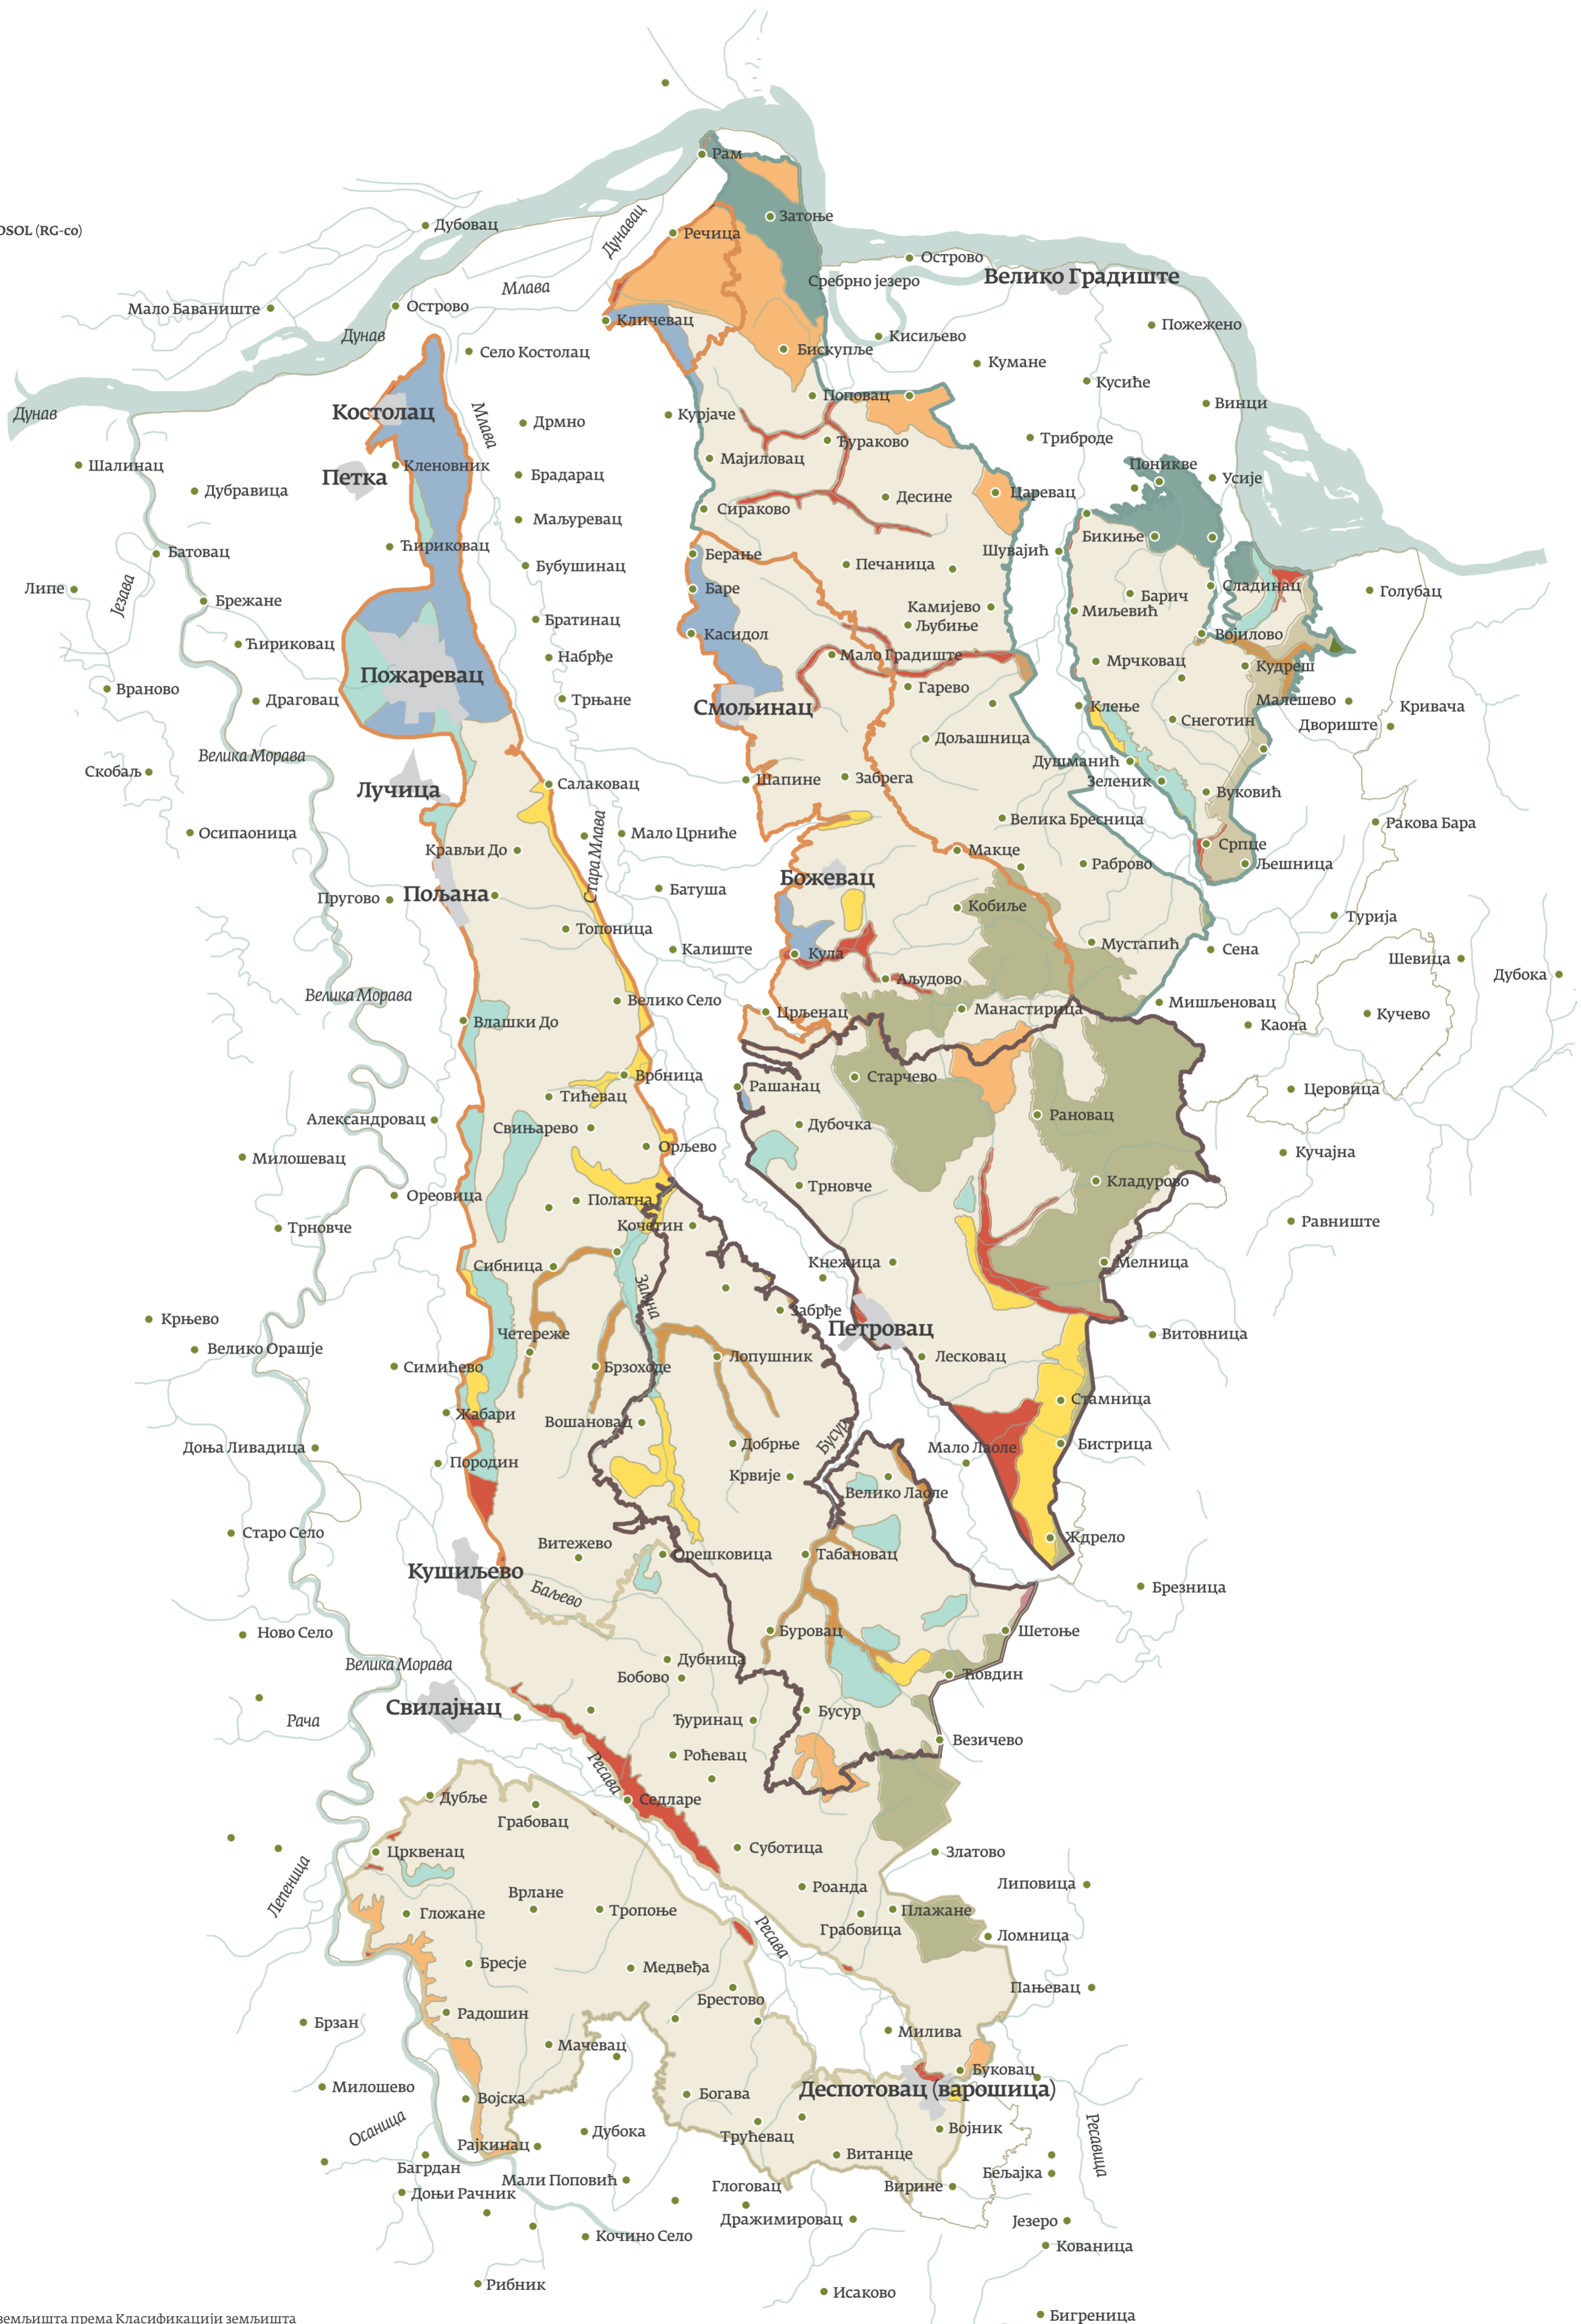 Рам
Затоње
Дубовац
OSOL (RG-co)
Дунавац
Речица
Острово
Велико Градиште
Сребрно језеро
Млава
Мало Баваниште
Острово
Кличевац
Пожежено
Дунав
Кисиљево
Село Костолац
Бискупље
Кумане
Кусиће
Поповац
Винци
Дунав
Костолац
Млава
Курјаче
Дрмно
Ђураково
Триброде
Мајиловац
Шалинац
Кленовник
Поникве
Петка
Брадарац
Усије
Дубравица
Десине
Царевац
Сираково
Маљуревац
Бикиње
Ћириковац
Шувајић
Батовац
Берање
Печаница
Бубушинац
Липе
Језава
Баре
Сладинац
Голубац
Барич
Брежане
Камијево
Миљевић
Братинац
Љубиње
Касидол
Војилово
Ћириковац
Набрђе
Мало Градиште
Мрчковац
Кудреш
Пожаревац
Гарево
Враново
Драговац
Трњане
Малешево
Кривача
Смољинац
Клење
Снеготин
Двориште
Дољашница
Велика Морава
Душманић
Скобаљ
Зеленик
Шапине
Забрега
Салаковац
Лучица
Вуковић
Велика Бресница
Ракова Бара
Осипаоница
Мало Црниће
Стара Млава
Српце
Крављи До
Макце
Раброво
Љешница
Божевац
Батуша
Пругово
Пољана
Кобиље
Турија
Топоница
Мустапић
Калиште
Кула
Сена
Шевица
Дубока
Аљудово
Велика Морава
Велико Село
Мишљеновац
Влашки До
Црљенац
Манастирица
Каона
Кучево
Врбница
Старчево
Рашанац
Церовица
Тићевац
Рановац
Александровац
Свињарево
Дубочка
Орљево
Милошевац
Кучајна
Ореовица
Полатна
Трновче
Кладурово
Трновче
Кочетин
Равниште
Сибница
Кнежица
Мелница
Замна
Забрђе
Крњево
Петровац
Четереже
Витовница
Велико Орашје
Симићево
Брзоходе
Лопушник
Лесковац
Стамница
Жабари
Вошановац
Доња Ливадица
Добрње
Бусур
Мало Лаоле
Бистрица
Породин
Крвије
Велико Лаоле
Старо Село
Ждрело
Витежево
Орешковица
Табановац
Кушиљево
Баљево
Брезница
Ново Село
Буровац
Шетоње
Велика Морава
Дубница
Бобово
Ћовдин
Свилајнац
Рача
Ђуринац
Бусур
Везичево
Роћевац
Ресава
Дубље
Седларе
Грабовац
Суботица
Црквенац
Златово
Лепеница
Липовица
Врлане
Роанда
Гложане
Тропоње
Плажане
Грабовица
Ресава
Ломница
Бресје
Медвеђа
Пањевац
Брестово
Радошин
Брзан
Милива
Мачевац
Буковац
Милошево
Војска
Богава
Деспотовац (варошица)
Осаница
Дубока
Трућевац
Војник
Ресавица
Рајкинац
Витанце
Багрдан
Мали Поповић
Бељајка
Глоговац
Вирине
Доњи Рачник
Дражимировац
Језеро
Кочино Село
Кованица
Рибник
Исаково
Бигреница
земљишта према Класификацији земљишта